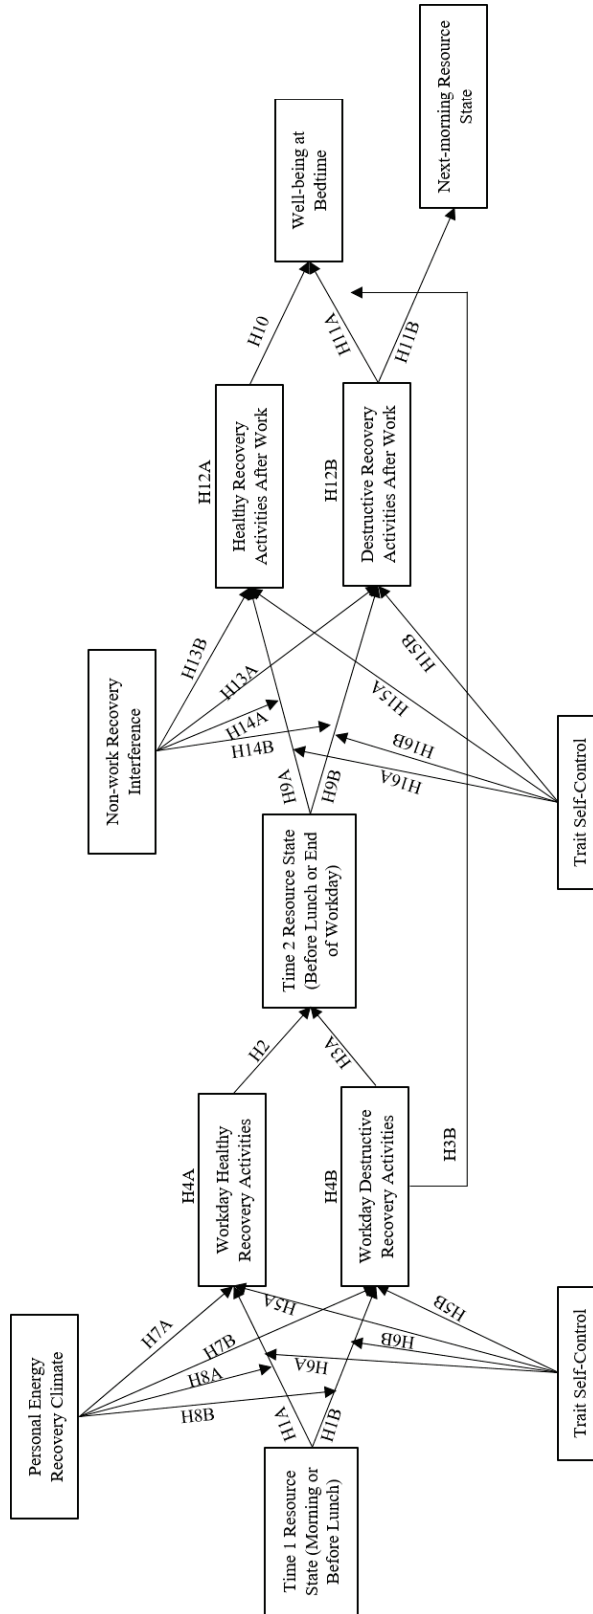 Personal Energy
Recovery Climate
Time 1 Resource
State (Morning or
Before Lunch)
Trait Self-Control
H7A
H7B
H8A
H8B
H1A
H1B
H5A
H6A
H6B
H5B
H4A
Workday Healthy
Recovery Activities
H4B
Workday Destructive
Recovery Activities
H2
H3A
H3B
Time 2 Resource State
(Before Lunch or End
of Workday)
Non-work Recovery
Interference
Trait Self-Control
H13B
H13A
H14A
H14B
H9A
H9B
H15A
H16B
H16A
H15B
H12A
Healthy Recovery
Activities After Work
H12B
Destructive Recovery
Activities After Work
H10
H11A
H11B
Well-being at
Bedtime
Next-morning Resource
State